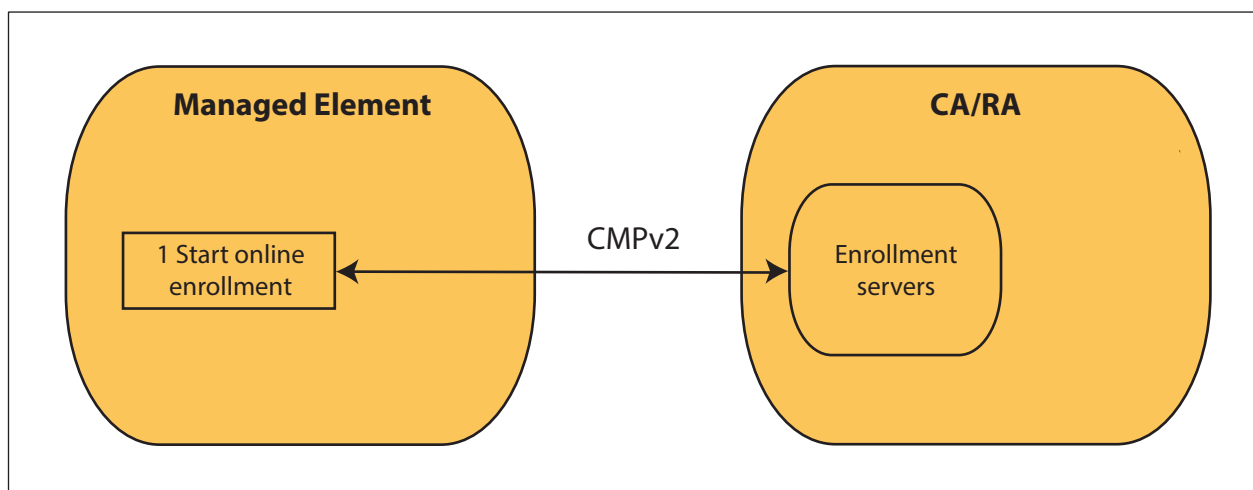 Managed Element
CA/RA
CMPv2
1 Start online
enrollment
Enrollment
servers